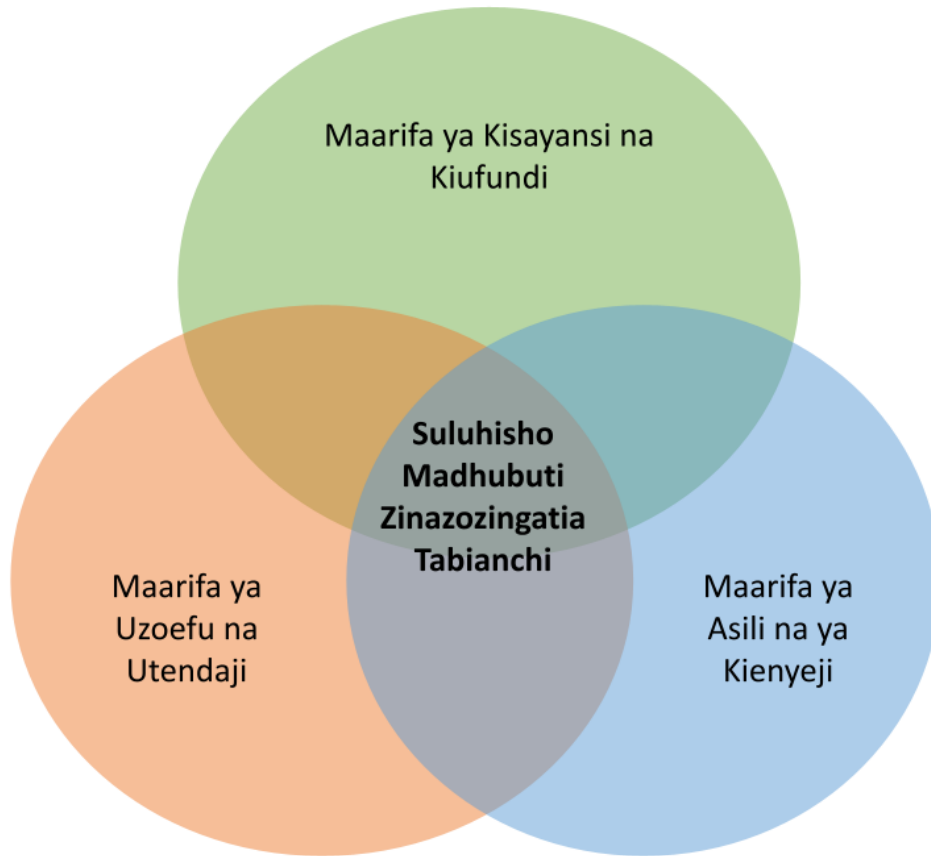 Maarifa ya Kisayansi na
Kiufundi
Suluhisho
Madhubuti
Zinazozingatia
Tabianchi
Maarifa ya
Uzoefu na
Utendaji
Maarifa ya
Asili na ya
Kienyeji